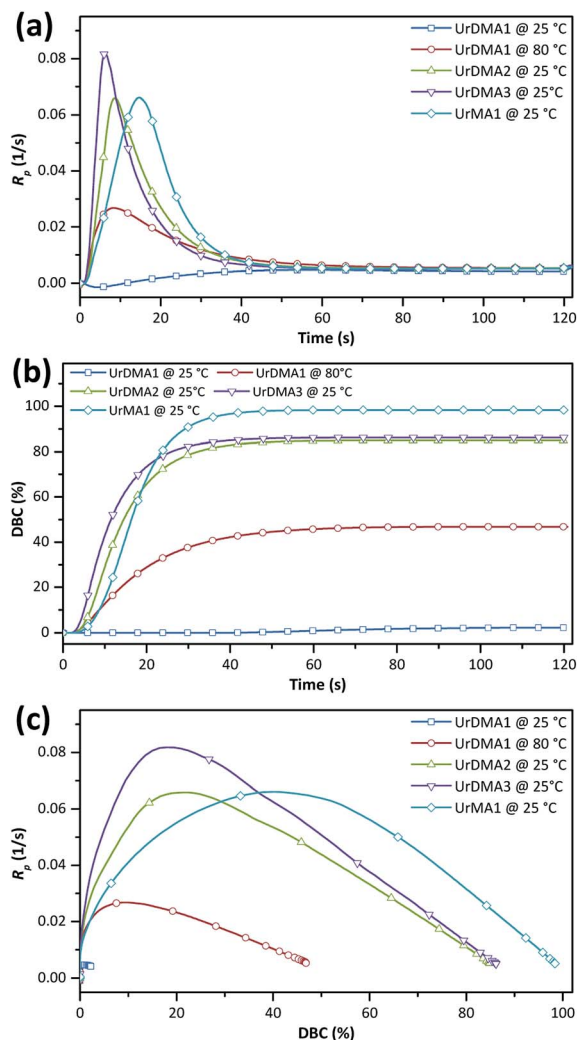 (a)
UrDMA1 @ 25 °C
UrDMA1 @ 80 °C
UrDMA2 @ 25 °C
UrDMA3 @ 25°C
UrMA1 @ 25 °C
0.08
0.06
0.04
0.02
0.00
Rp (1/s)
0 20 40 60 80 100 120
Time (s)
(b)
UrDMA1 @ 25 °C UrDMA1 @ 80°C
UrDMA2 @ 25°C UrDMA3 @ 25 °C
UrMA1 @ 25 °C
100
80
60
40
20
0
DBC (%)
0 20 40 60 80 100 120
Time (s)
(c)
UrDMA1 @ 25 °C
UrDMA1 @ 80 °C
UrDMA2 @ 25 °C
UrDMA3 @ 25°C
UrMA1 @ 25 °C
0.08
0.06
0.04
0.02
0.00
Rp (1/s)
0 20 40 60 80 100
DBC (%)